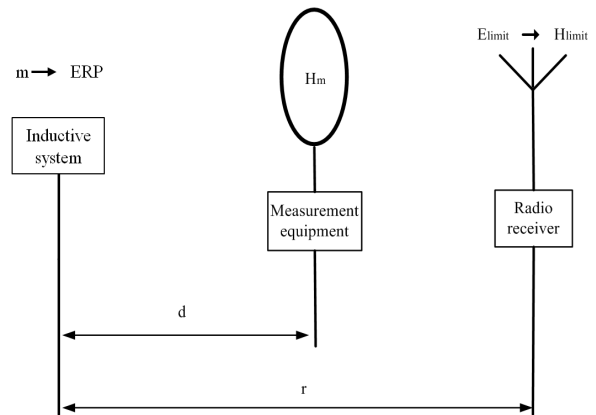 Elimit → Hlimit
m → ERP
Hm
Inductive
system
Measurement
equipment
Radio
receiver
d
r